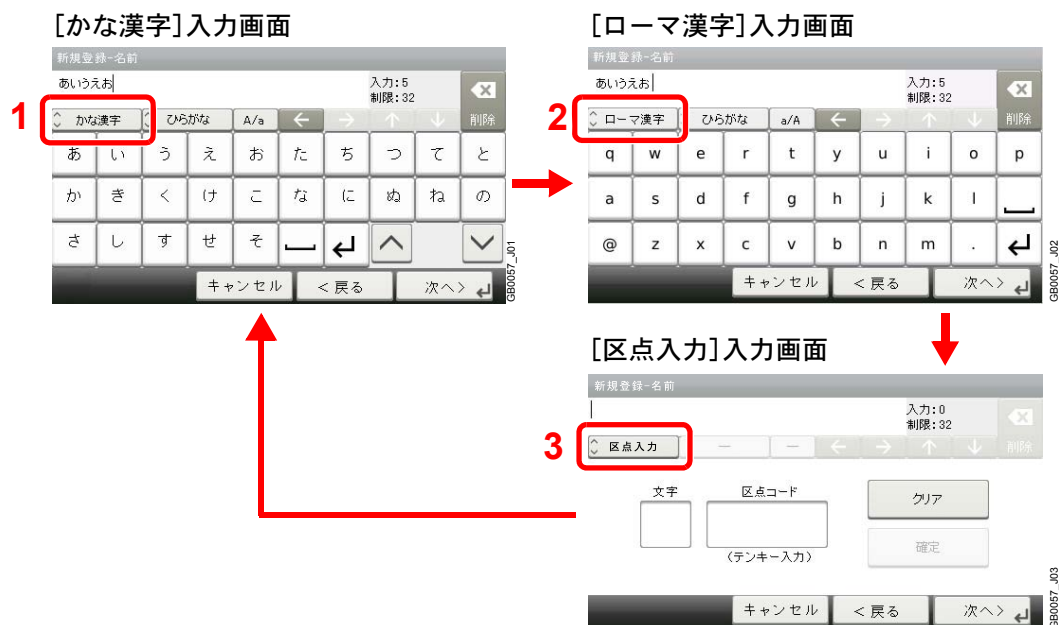 [かな漢字]入力画面
新規登録-名前
あいうえお
入力:5
制限:32
1
かな漢字 ひらがな A/a ← → ↑ ↓ 削除
あ い う え お た ち つ て と
か き く け こ な に ぬ ね の
さ し す せ そ
キャンセル <戻る 次へ>
GB0057_J01
[ローマ漢字]入力画面
新規登録-名前
あいうえお
入力:5
制限:32
2
ローマ漢字 ひらがな a/A ← → ↑ ↓ 削除
q w e r t y u i o p
a s d f g h j k l
@ z x c v b n m .
キャンセル <戻る 次へ>
GB0057_J02
[区点入力]入力画面
新規登録-名前
入力:0
制限:32
3
区点入力 ー ー ← → ↑ ↓ 削除
文字 区点コード クリア
(テンキー入力) 確定
キャンセル <戻る 次へ>
GB0057_J03